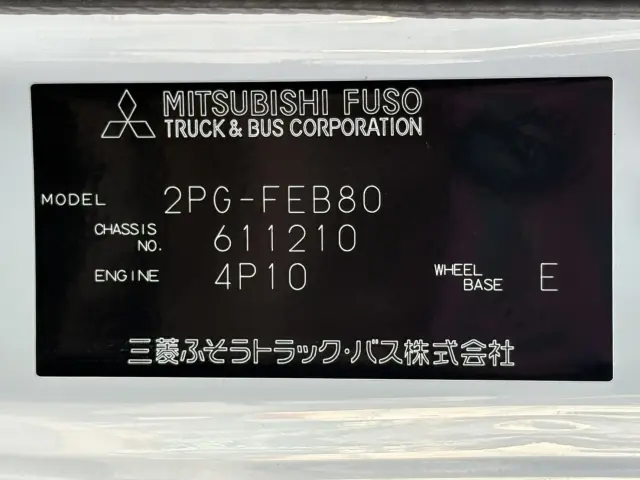 MITSUBISHI FUSO
TRUCK & BUS CORPORATION
MODEL 2PG-FEB80
CHASSIS NO. 611210
ENGINE 4P10 WHEEL BASE E
三菱ふそうトラック・バス株式会社